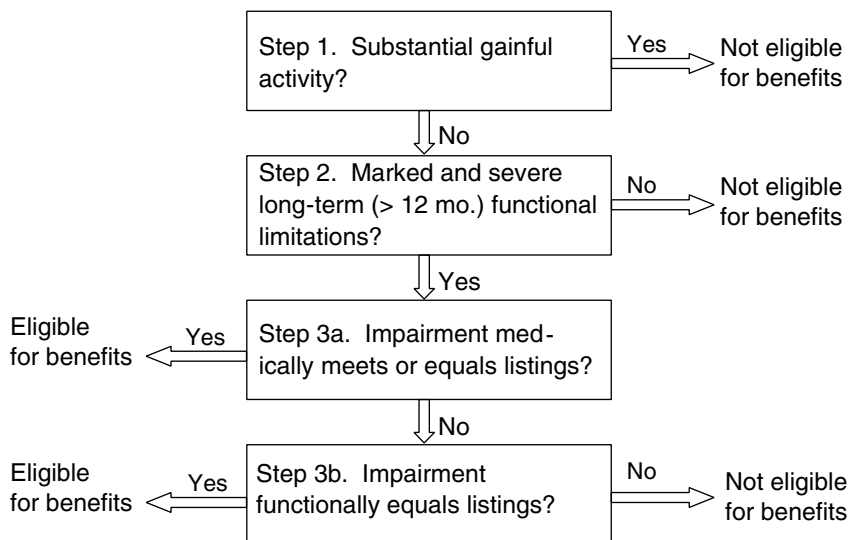 Step 1.  Substantial gainful
activity?
Yes
Not eligible
for benefits
No
Step 2.  Marked and severe
long-term (> 12 mo.) functional
limitations?
No
Not eligible
for benefits
Yes
Eligible
for benefits
Yes
Step 3a.  Impairment med-
ically meets or equals listings?
No
Eligible
for benefits
Yes
Step 3b.  Impairment
functionally equals listings?
No
Not eligible
for benefits